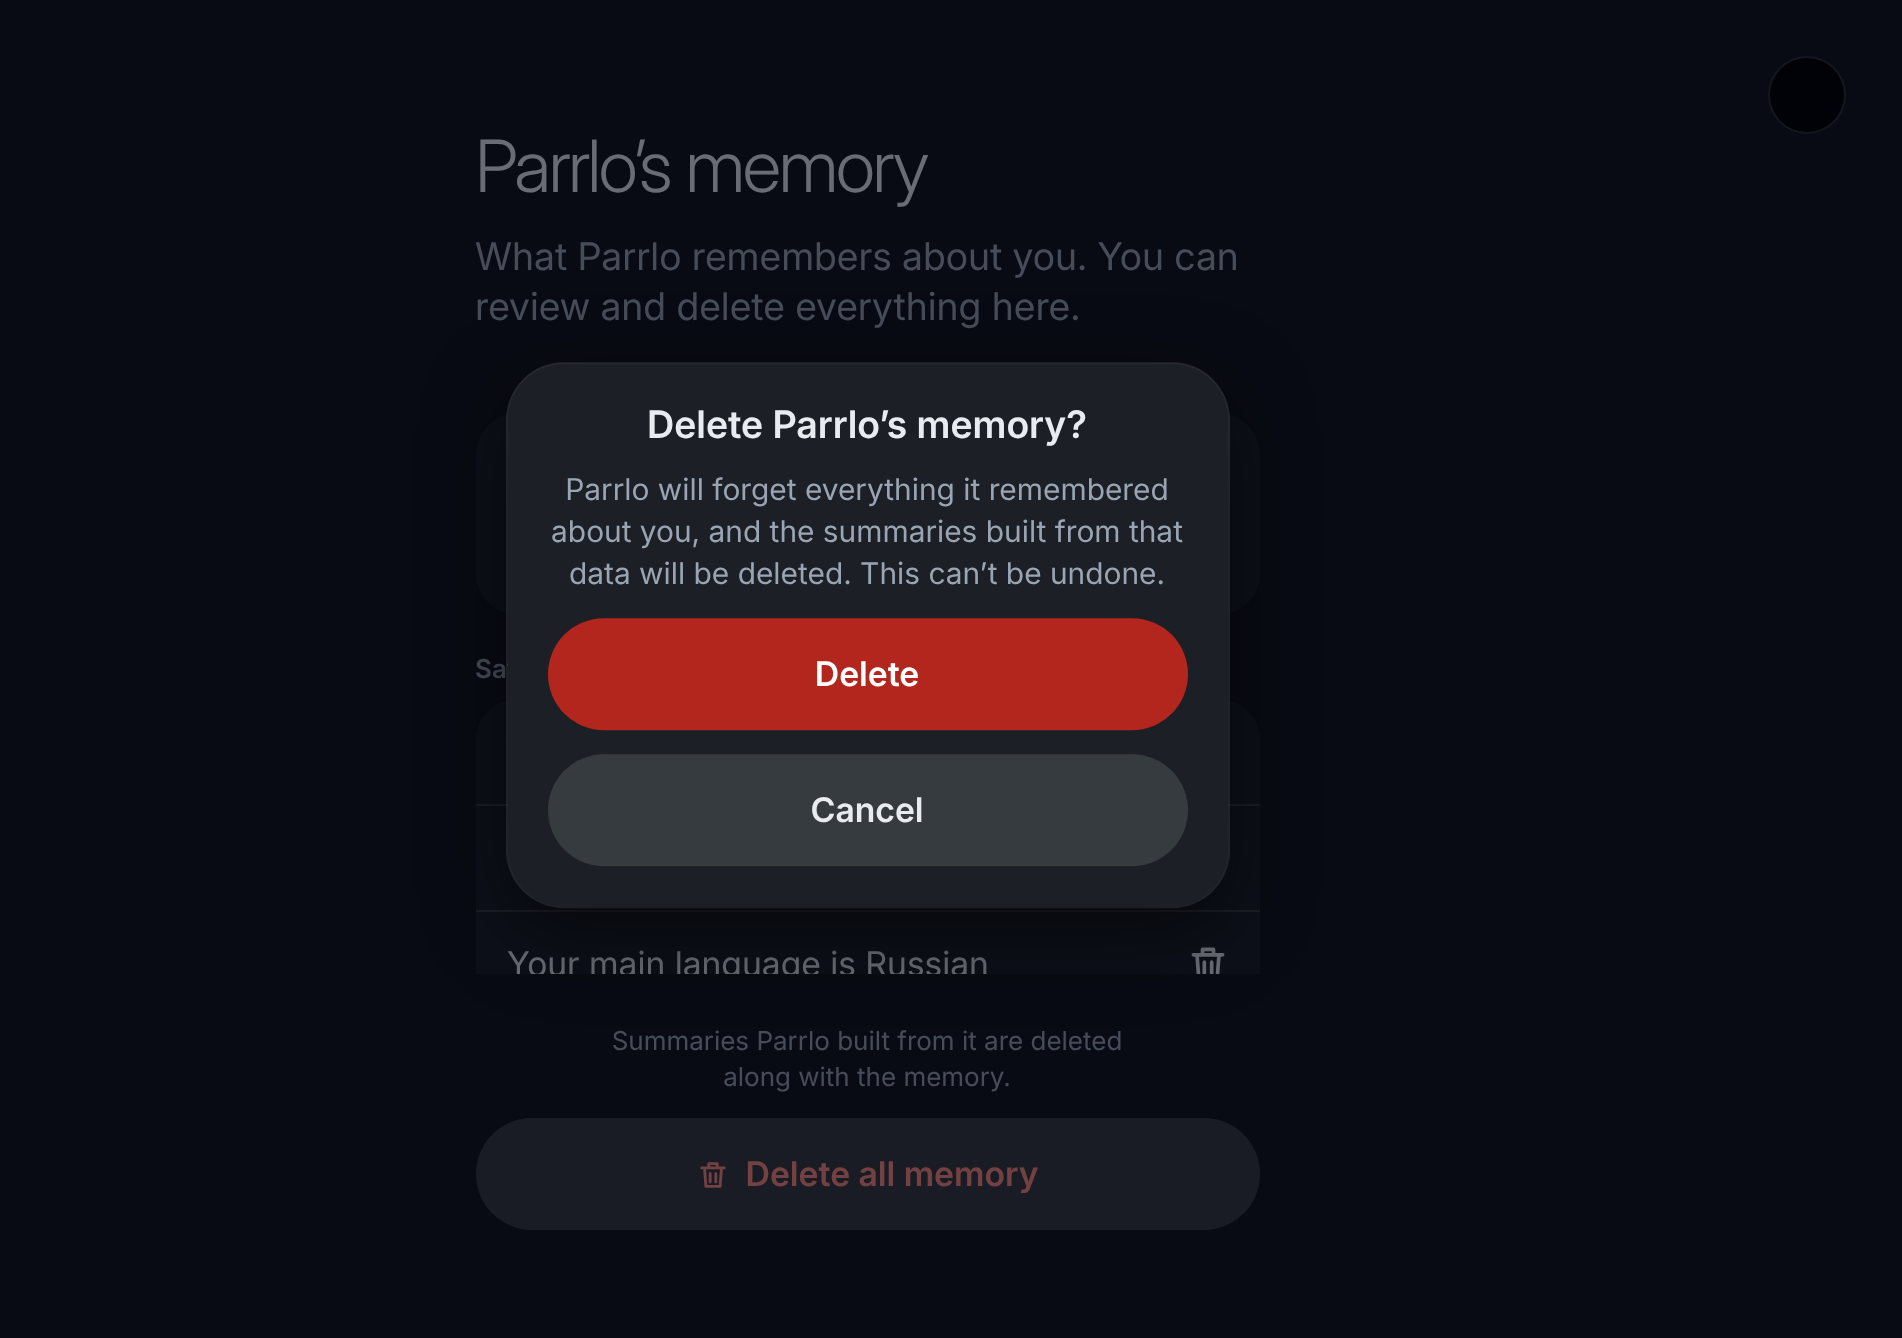 Parrlo’s memory
What Parrlo remembers about you. You can
review and delete everything here.
Delete Parrlo’s memory?
Parrlo will forget everything it remembered
about you, and the summaries built from that
data will be deleted. This can’t be undone.
Delete
Cancel
Your main language is Russian
Summaries Parrlo built from it are deleted
along with the memory.
Delete all memory